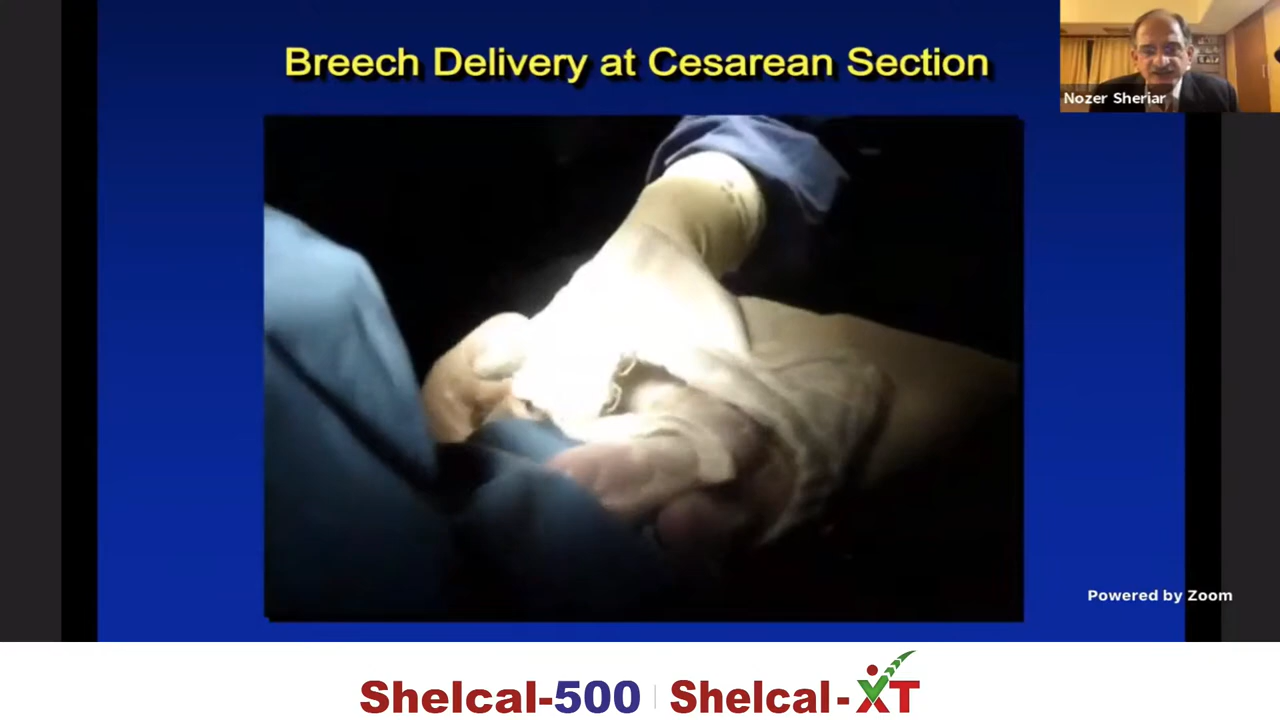 Breech Delivery at Cesarean Section
Nozer Sheriar
Powered by Zoom
Shelcal-500
Shelcal-XT